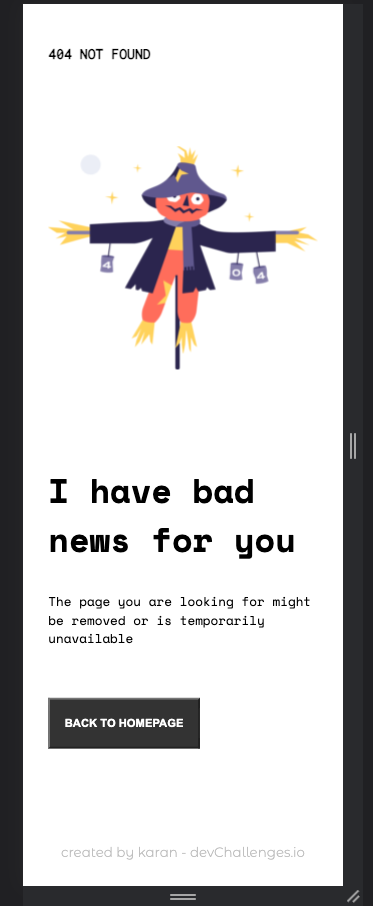 404 NOT FOUND
4
0
4
I have bad
news for you
The page you are looking for might
be removed or is temporarily
unavailable
BACK TO HOMEPAGE
created by karan - devChallenges.io